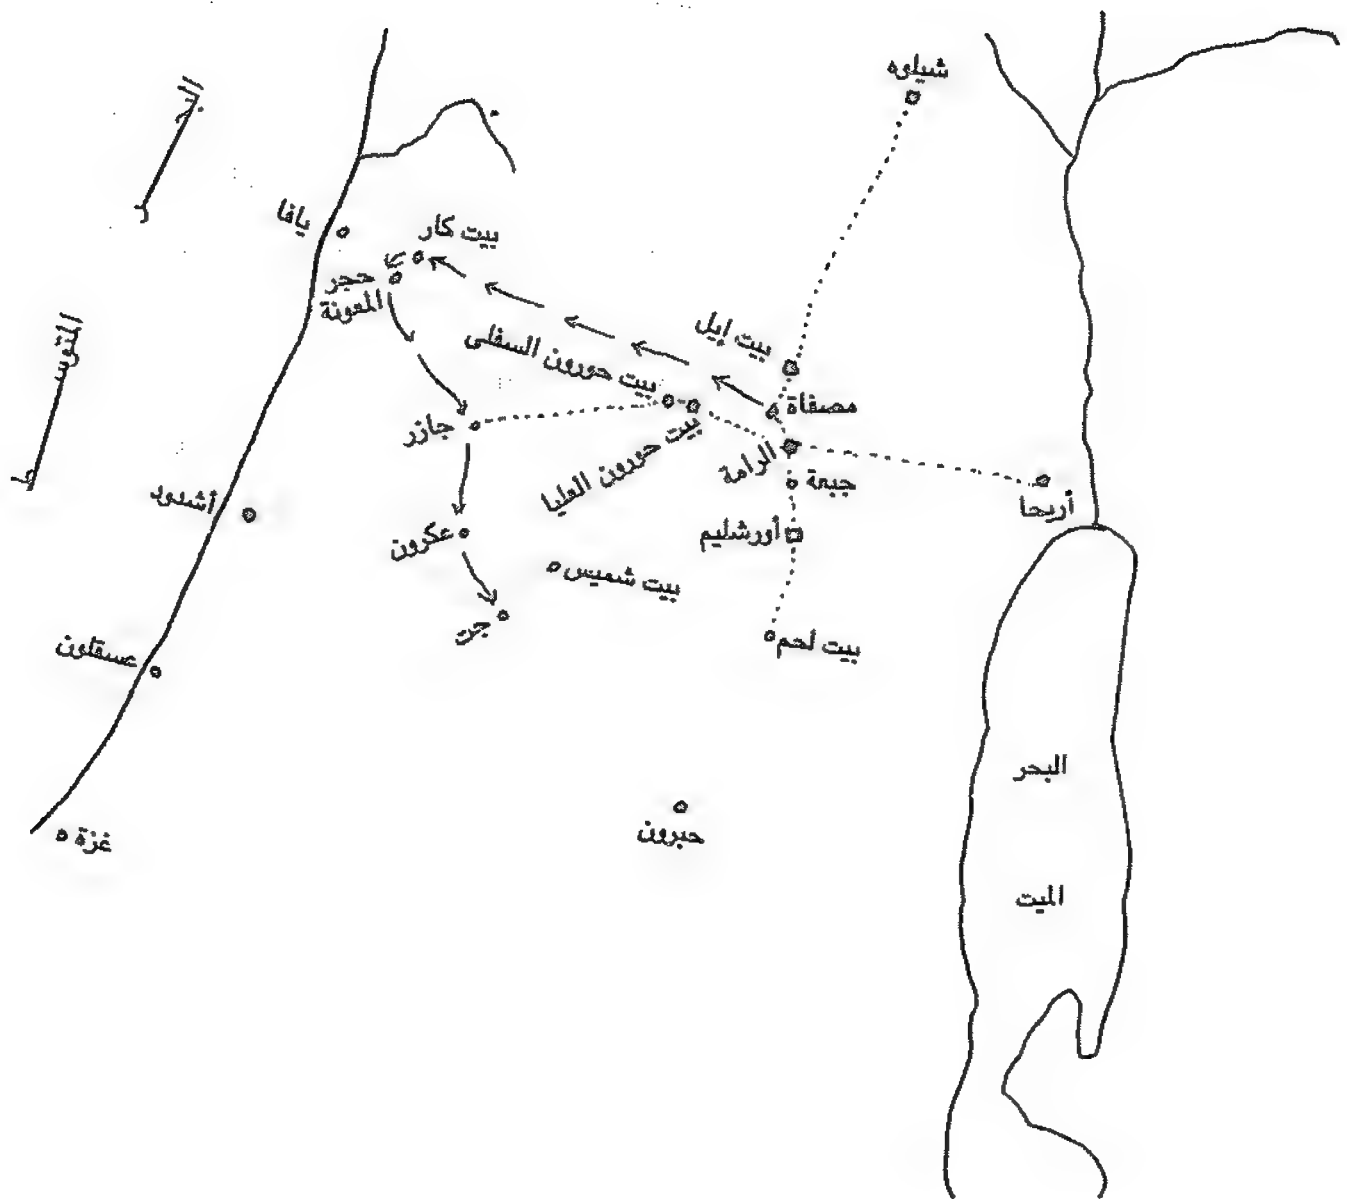 شيلوه
البحر
يافا
بيت كار
حجر
المعونة
المتوسط
بيت إيل
بيت حورون السفلى
مصفاة
جازر
بيت حورون العليا
الرامة
جبعة
أريحا
أشدود
عكرون
أورشليم
بيت شميس
جت
بيت لحم
عسقلون
البحر
حبرون
غزة
الميت